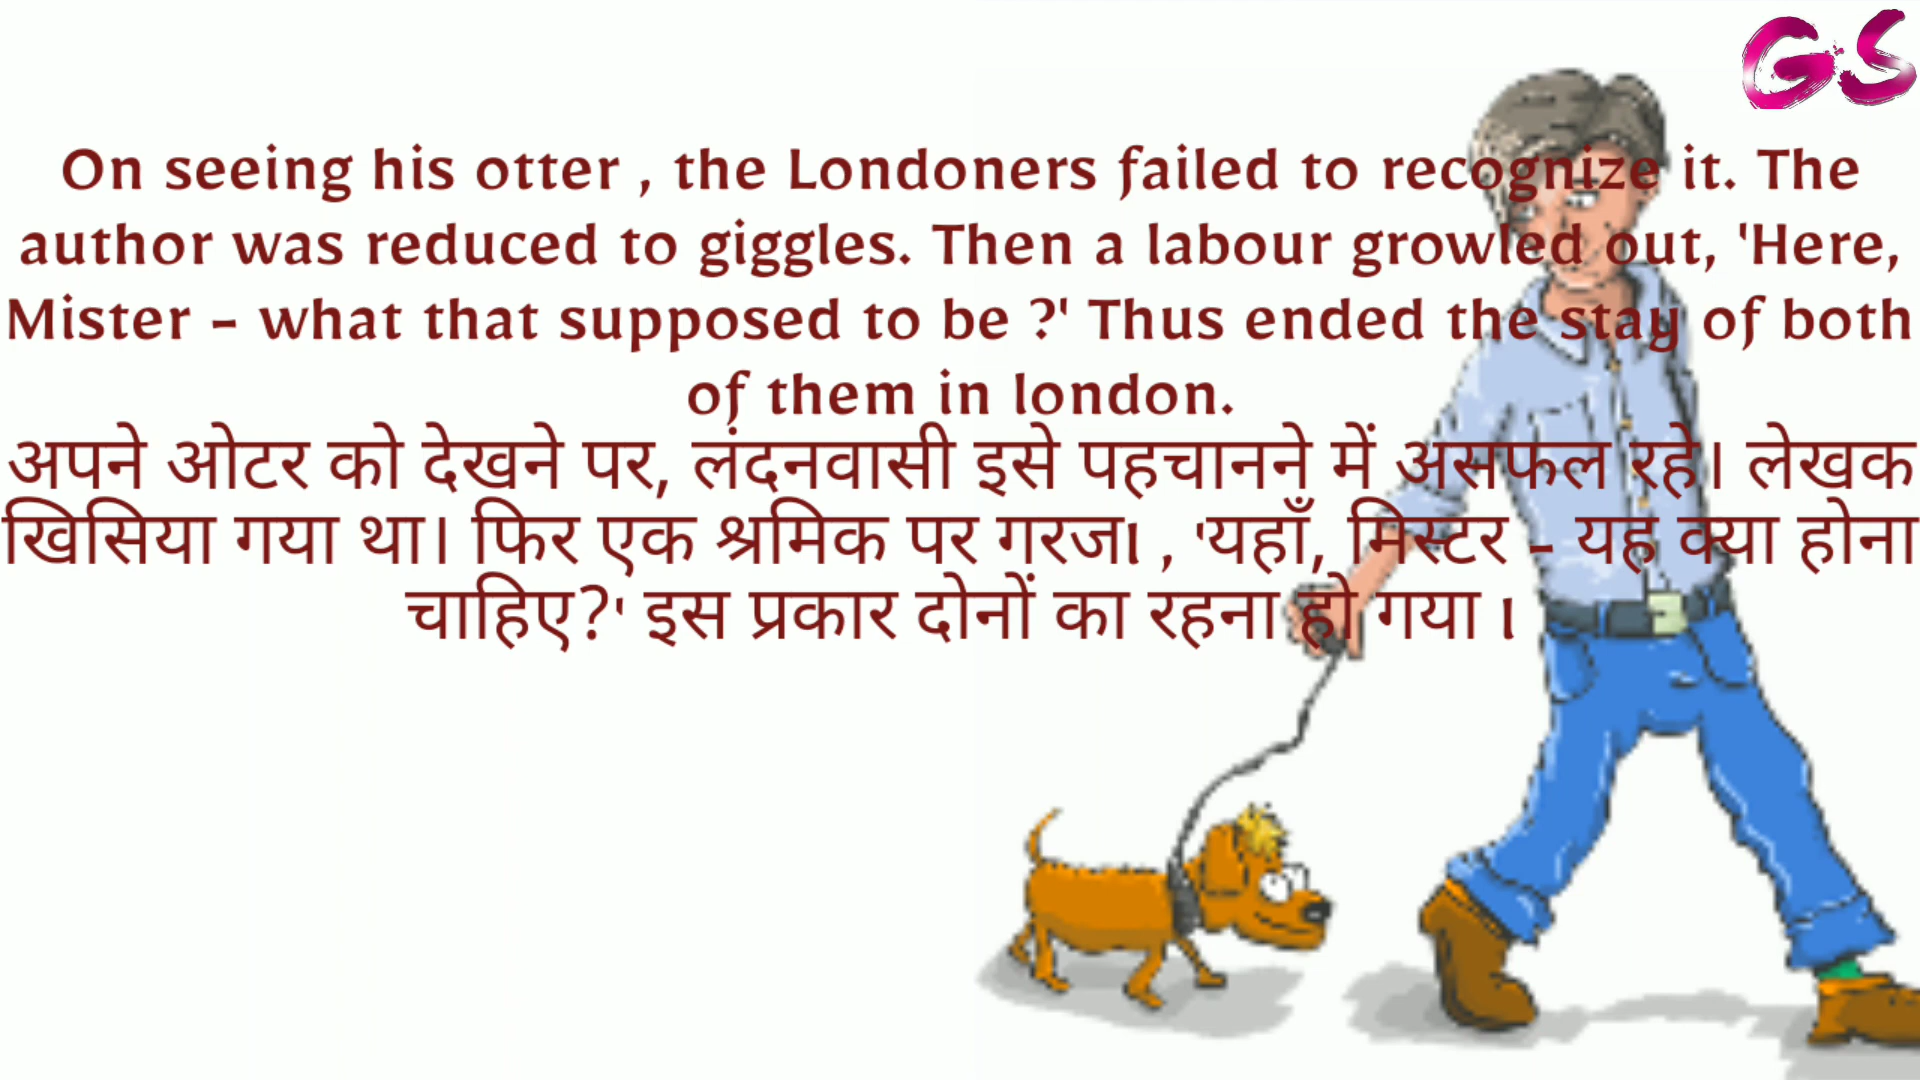 GS
On seeing his otter , the Londoners failed to recognize it. The
author was reduced to giggles. Then a labour growled out, 'Here,
Mister - what that supposed to be ?' Thus ended the stay of both
of them in london.
अपने ओटर को देखने पर, लंदनवासी इसे पहचानने में असफल रहे। लेखक
खिसिया गया था। फिर एक श्रमिक पर गरजा , 'यहाँ, मिस्टर - यह क्या होना
चाहिए?' इस प्रकार दोनों का रहना हो गया ।